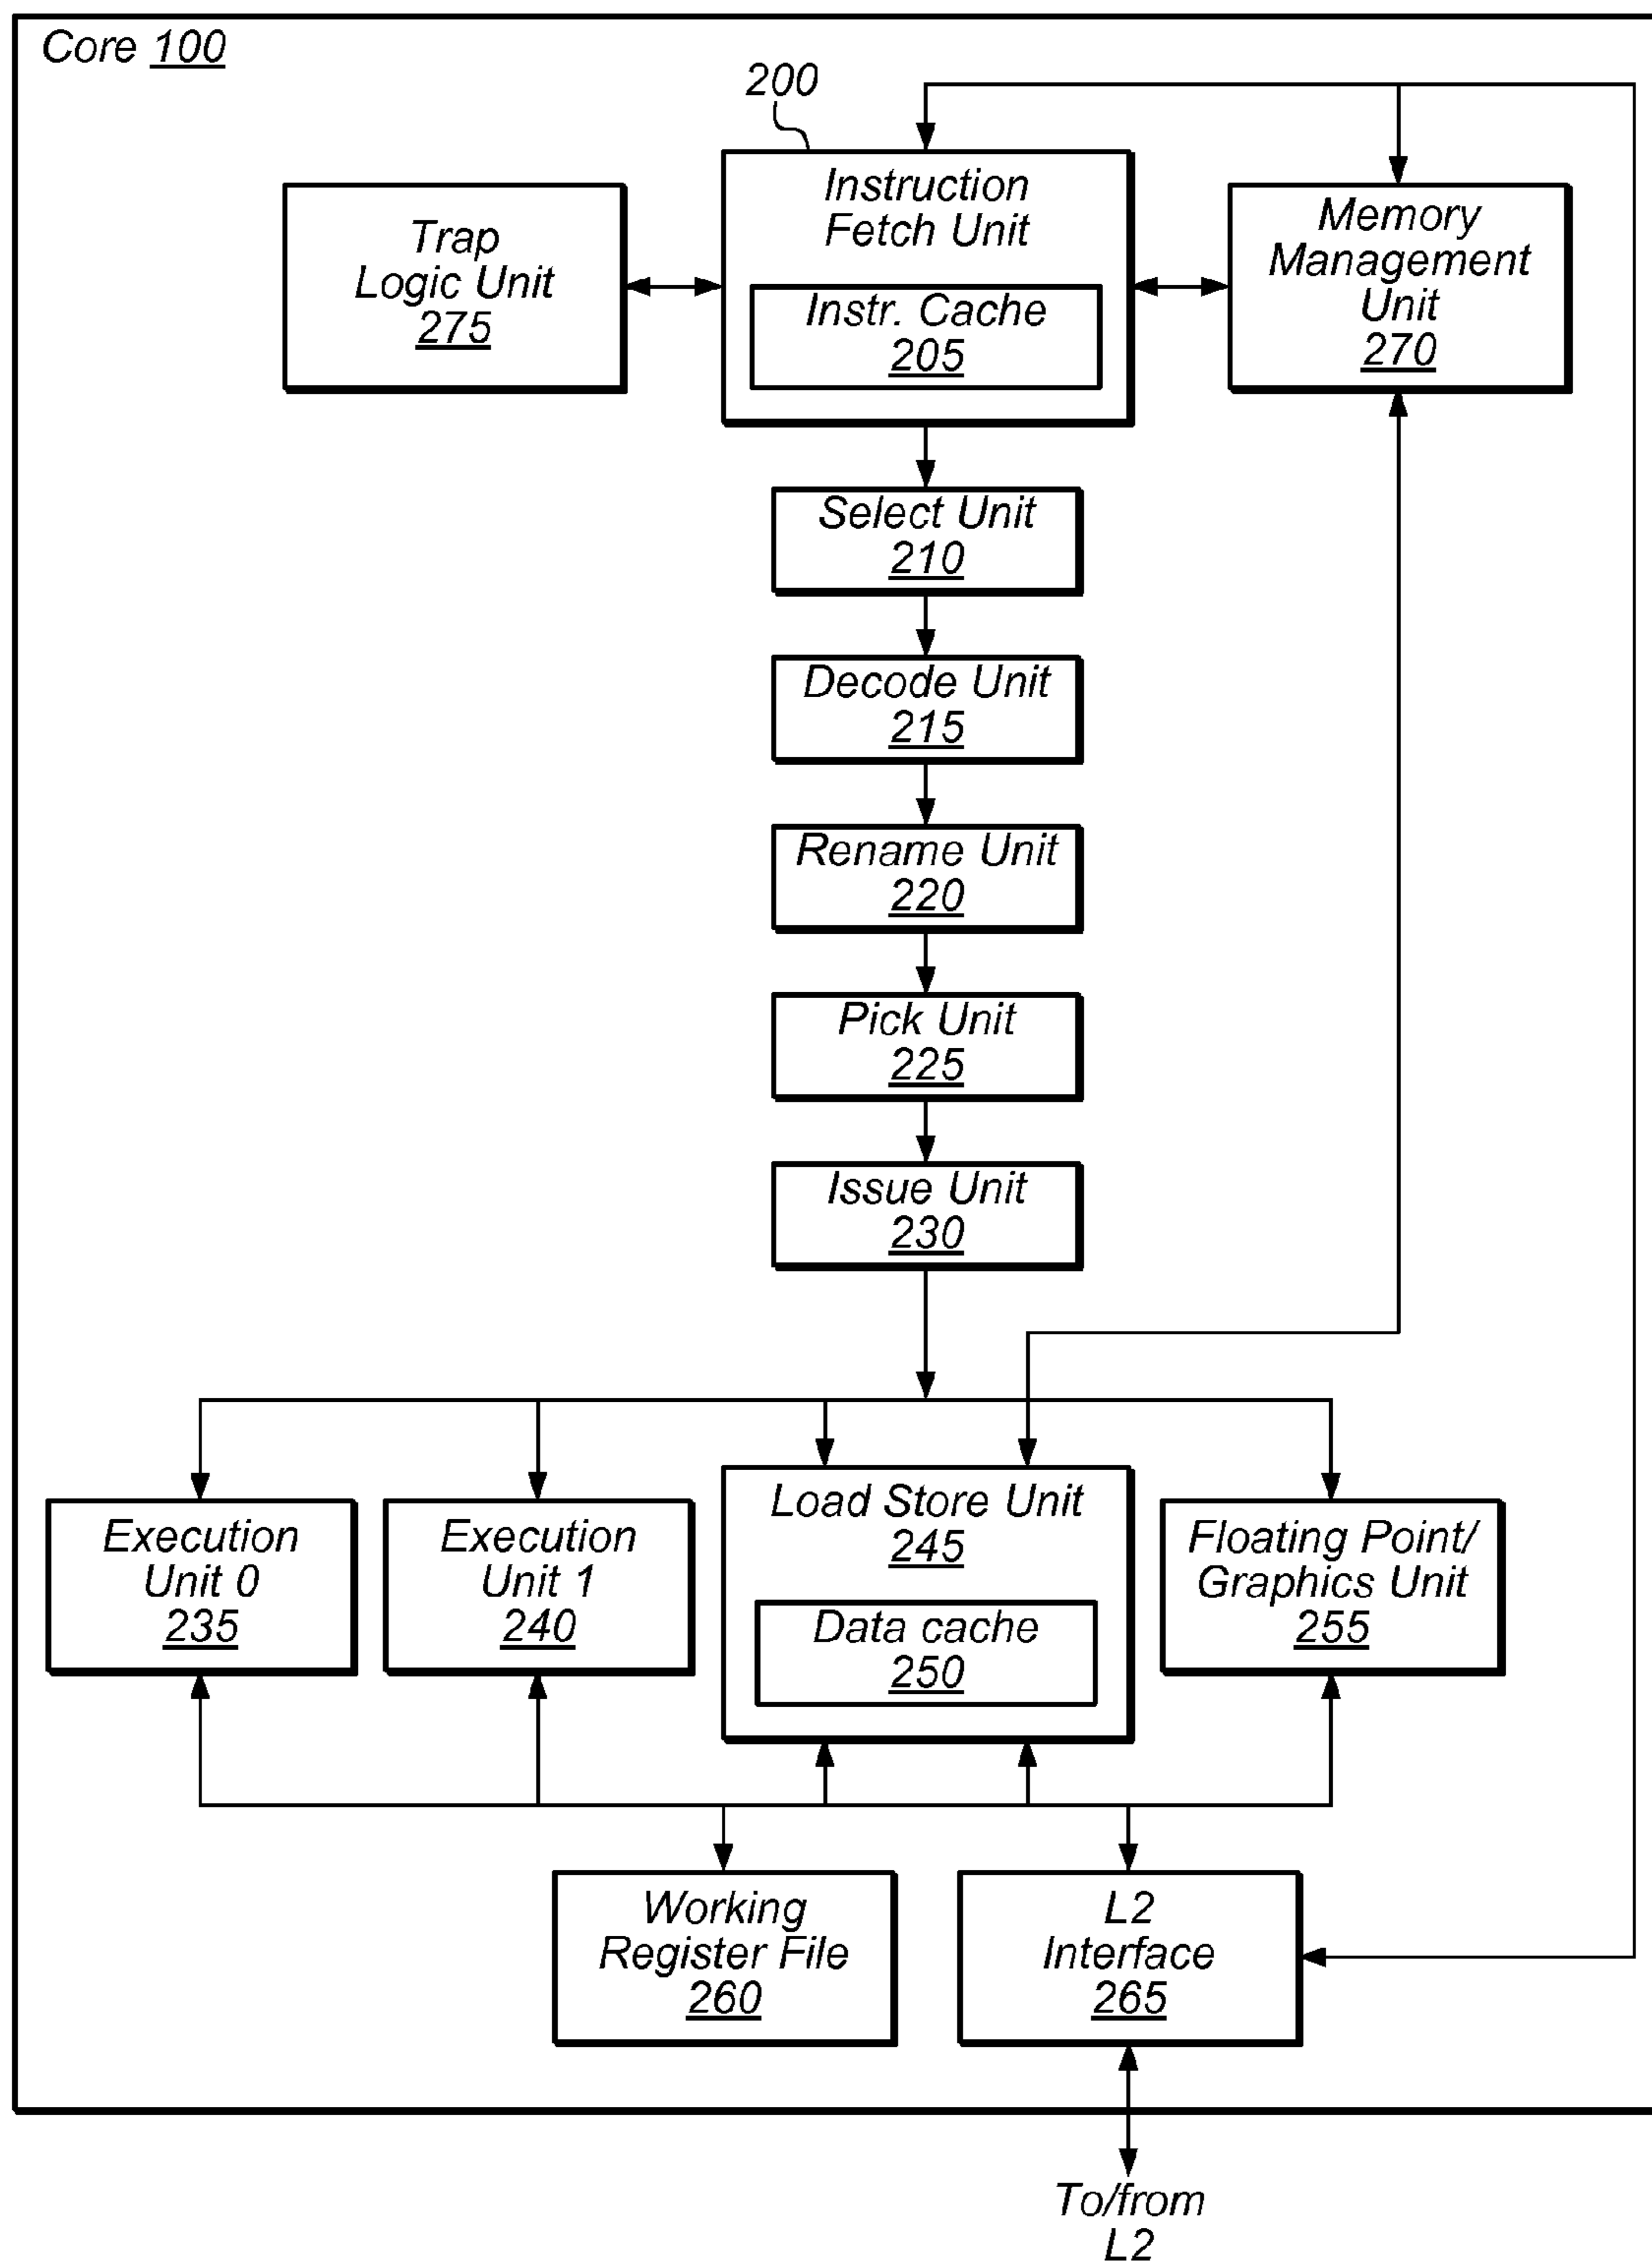 Core 100
200
Instruction
Fetch Unit
Instr. Cache
205
Trap
Logic Unit
275
Memory
Management
Unit
270
Select Unit
210
Decode Unit
215
Rename Unit
220
Pick Unit
225
Issue Unit
230
Execution
Unit 0
235
Execution
Unit 1
240
Load Store Unit
245
Data cache
250
Floating Point/
Graphics Unit
255
Working
Register File
260
L2
Interface
265
To/from
L2